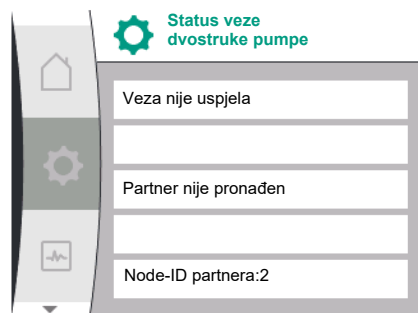 Status veze
dvostruke pumpe
Veza nije uspjela
Partner nije pronađen
Node-ID partnera:2